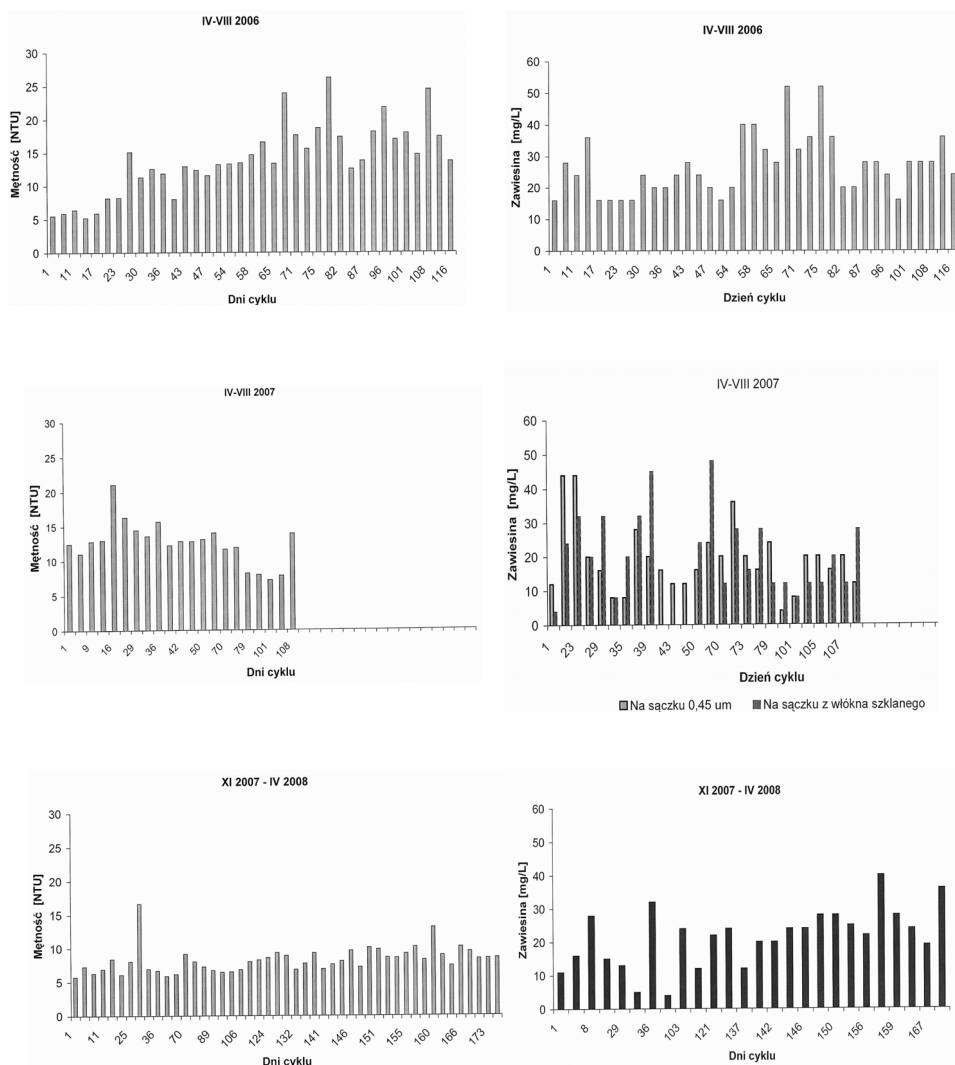 IV-VIII 2006
Mętność [NTU]
30
25
20
15
10
5
0
1 11 17 23 30 36 43 47 54 58 65 71 75 82 87 96 101 108 116
Dni cyklu
IV-VIII 2006
Zawiesina [mg/L]
60
50
40
30
20
10
0
1 11 17 23 30 36 43 47 54 58 65 71 75 82 87 96 101 108 116
Dzień cyklu
IV-VIII 2007
Mętność [NTU]
30
25
20
15
10
5
0
1 9 16 29 36 42 50 70 79 101 108
Dni cyklu
IV-VIII 2007
Zawiesina [mg/L]
60
50
40
30
20
10
0
1 23 29 35 39 43 50 70 73 79 101 105 107
Dzień cyklu
Na sączku 0,45 um Na sączku z włókna szklanego
XI 2007 - IV 2008
Mętność [NTU]
30
25
20
15
10
5
0
1 11 25 36 70 89 106 124 132 141 146 151 155 160 166 173
Dni cyklu
XI 2007 - IV 2008
Zawiesina [mg/L]
60
50
40
30
20
10
0
1 8 29 36 103 121 137 142 146 150 156 159 167
Dni cyklu